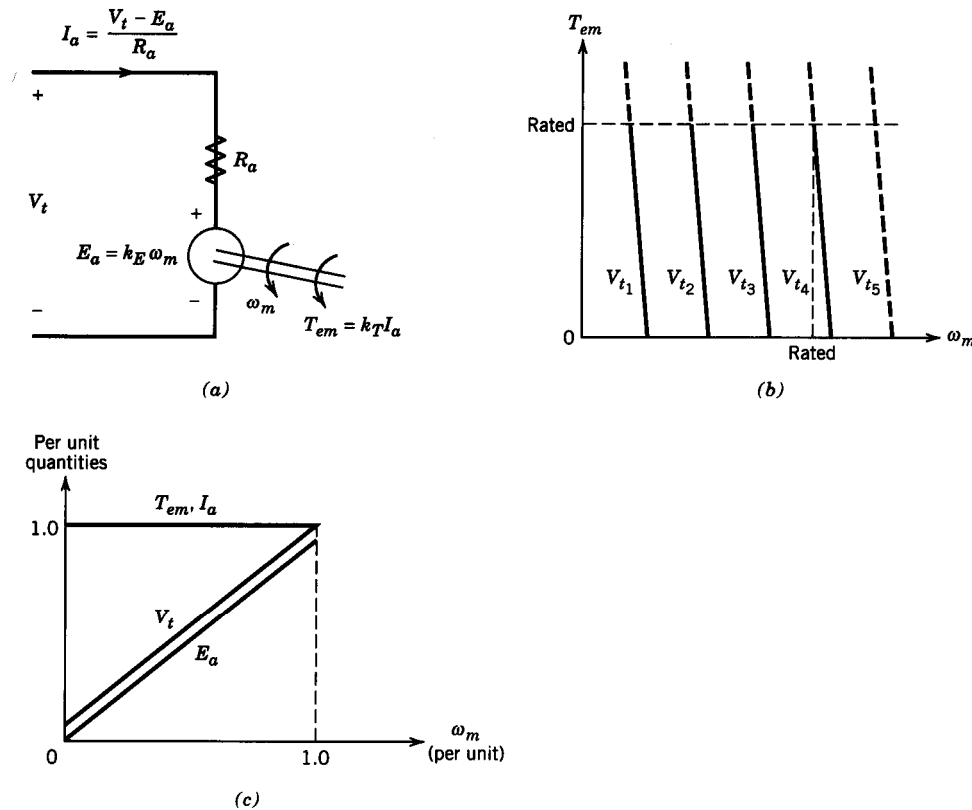 I_a = \frac{V_t - E_a}{R_a}
+
V_t
−
R_a
+
E_a = k_E ω_m
−
ω_m
T_em = k_T I_a
(a)
T_em
Rated
V_t1 V_t2 V_t3 V_t4 V_t5
0
Rated
ω_m
(b)
Per unit
quantities
1.0
T_em, I_a
V_t
E_a
0
1.0
ω_m
(per unit)
(c)